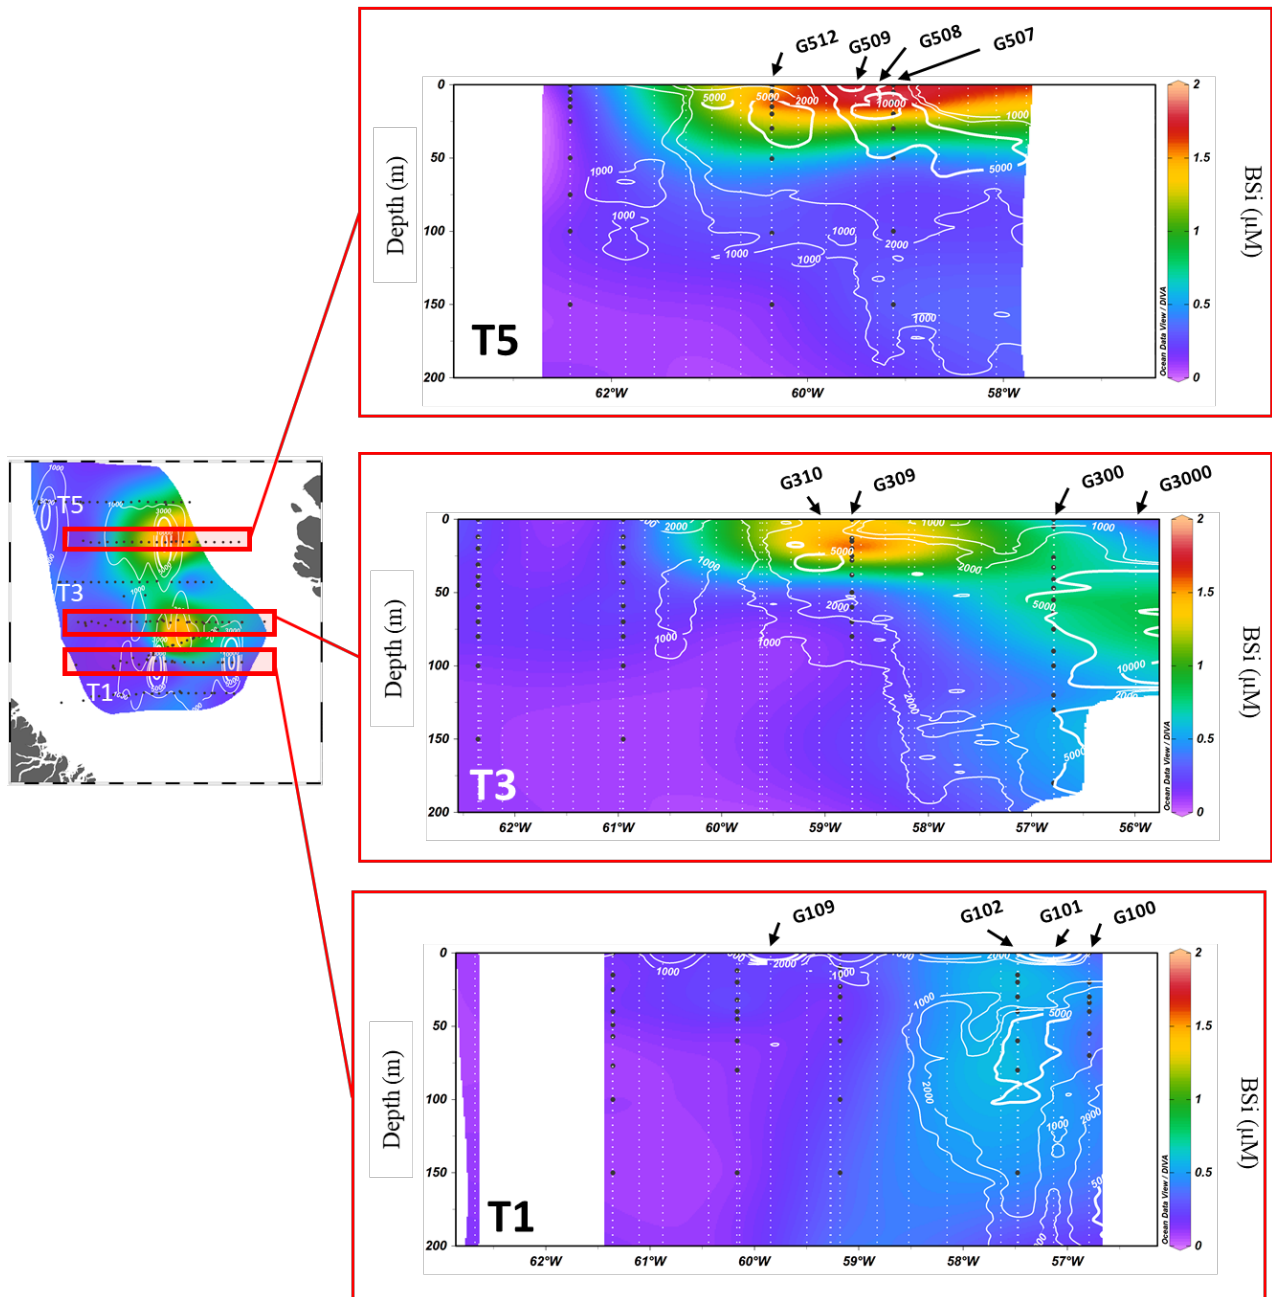 G512 G509 G508 G507
0
50
100
150
200
Depth (m)
5000 5000 2000 10000 1000
1000 5000
1000
1000 2000
1000 1000
1000
T5
62°W 60°W 58°W
Ocean Data View / DIVA
2
1.5
1
0.5
0
BSi (μM)
1000
T5
3000
T3
1000
T1
G310 G309 G300 G3000
0
50
100
150
200
Depth (m)
2000 1000 1000
5000
1000 2000
2000 5000
1000
1000 10000
2000 2000
5000
T3
62°W 61°W 60°W 59°W 58°W 57°W 56°W
Ocean Data View / DIVA
2
1.5
1
0.5
0
BSi (μM)
G109 G102 G101 G100
0
50
100
150
200
Depth (m)
1000 2000 1000 2000
1000
1000 5000
2000
1000 2000
T1
62°W 61°W 60°W 59°W 58°W 57°W
Ocean Data View / DIVA
2
1.5
1
0.5
0
BSi (μM)